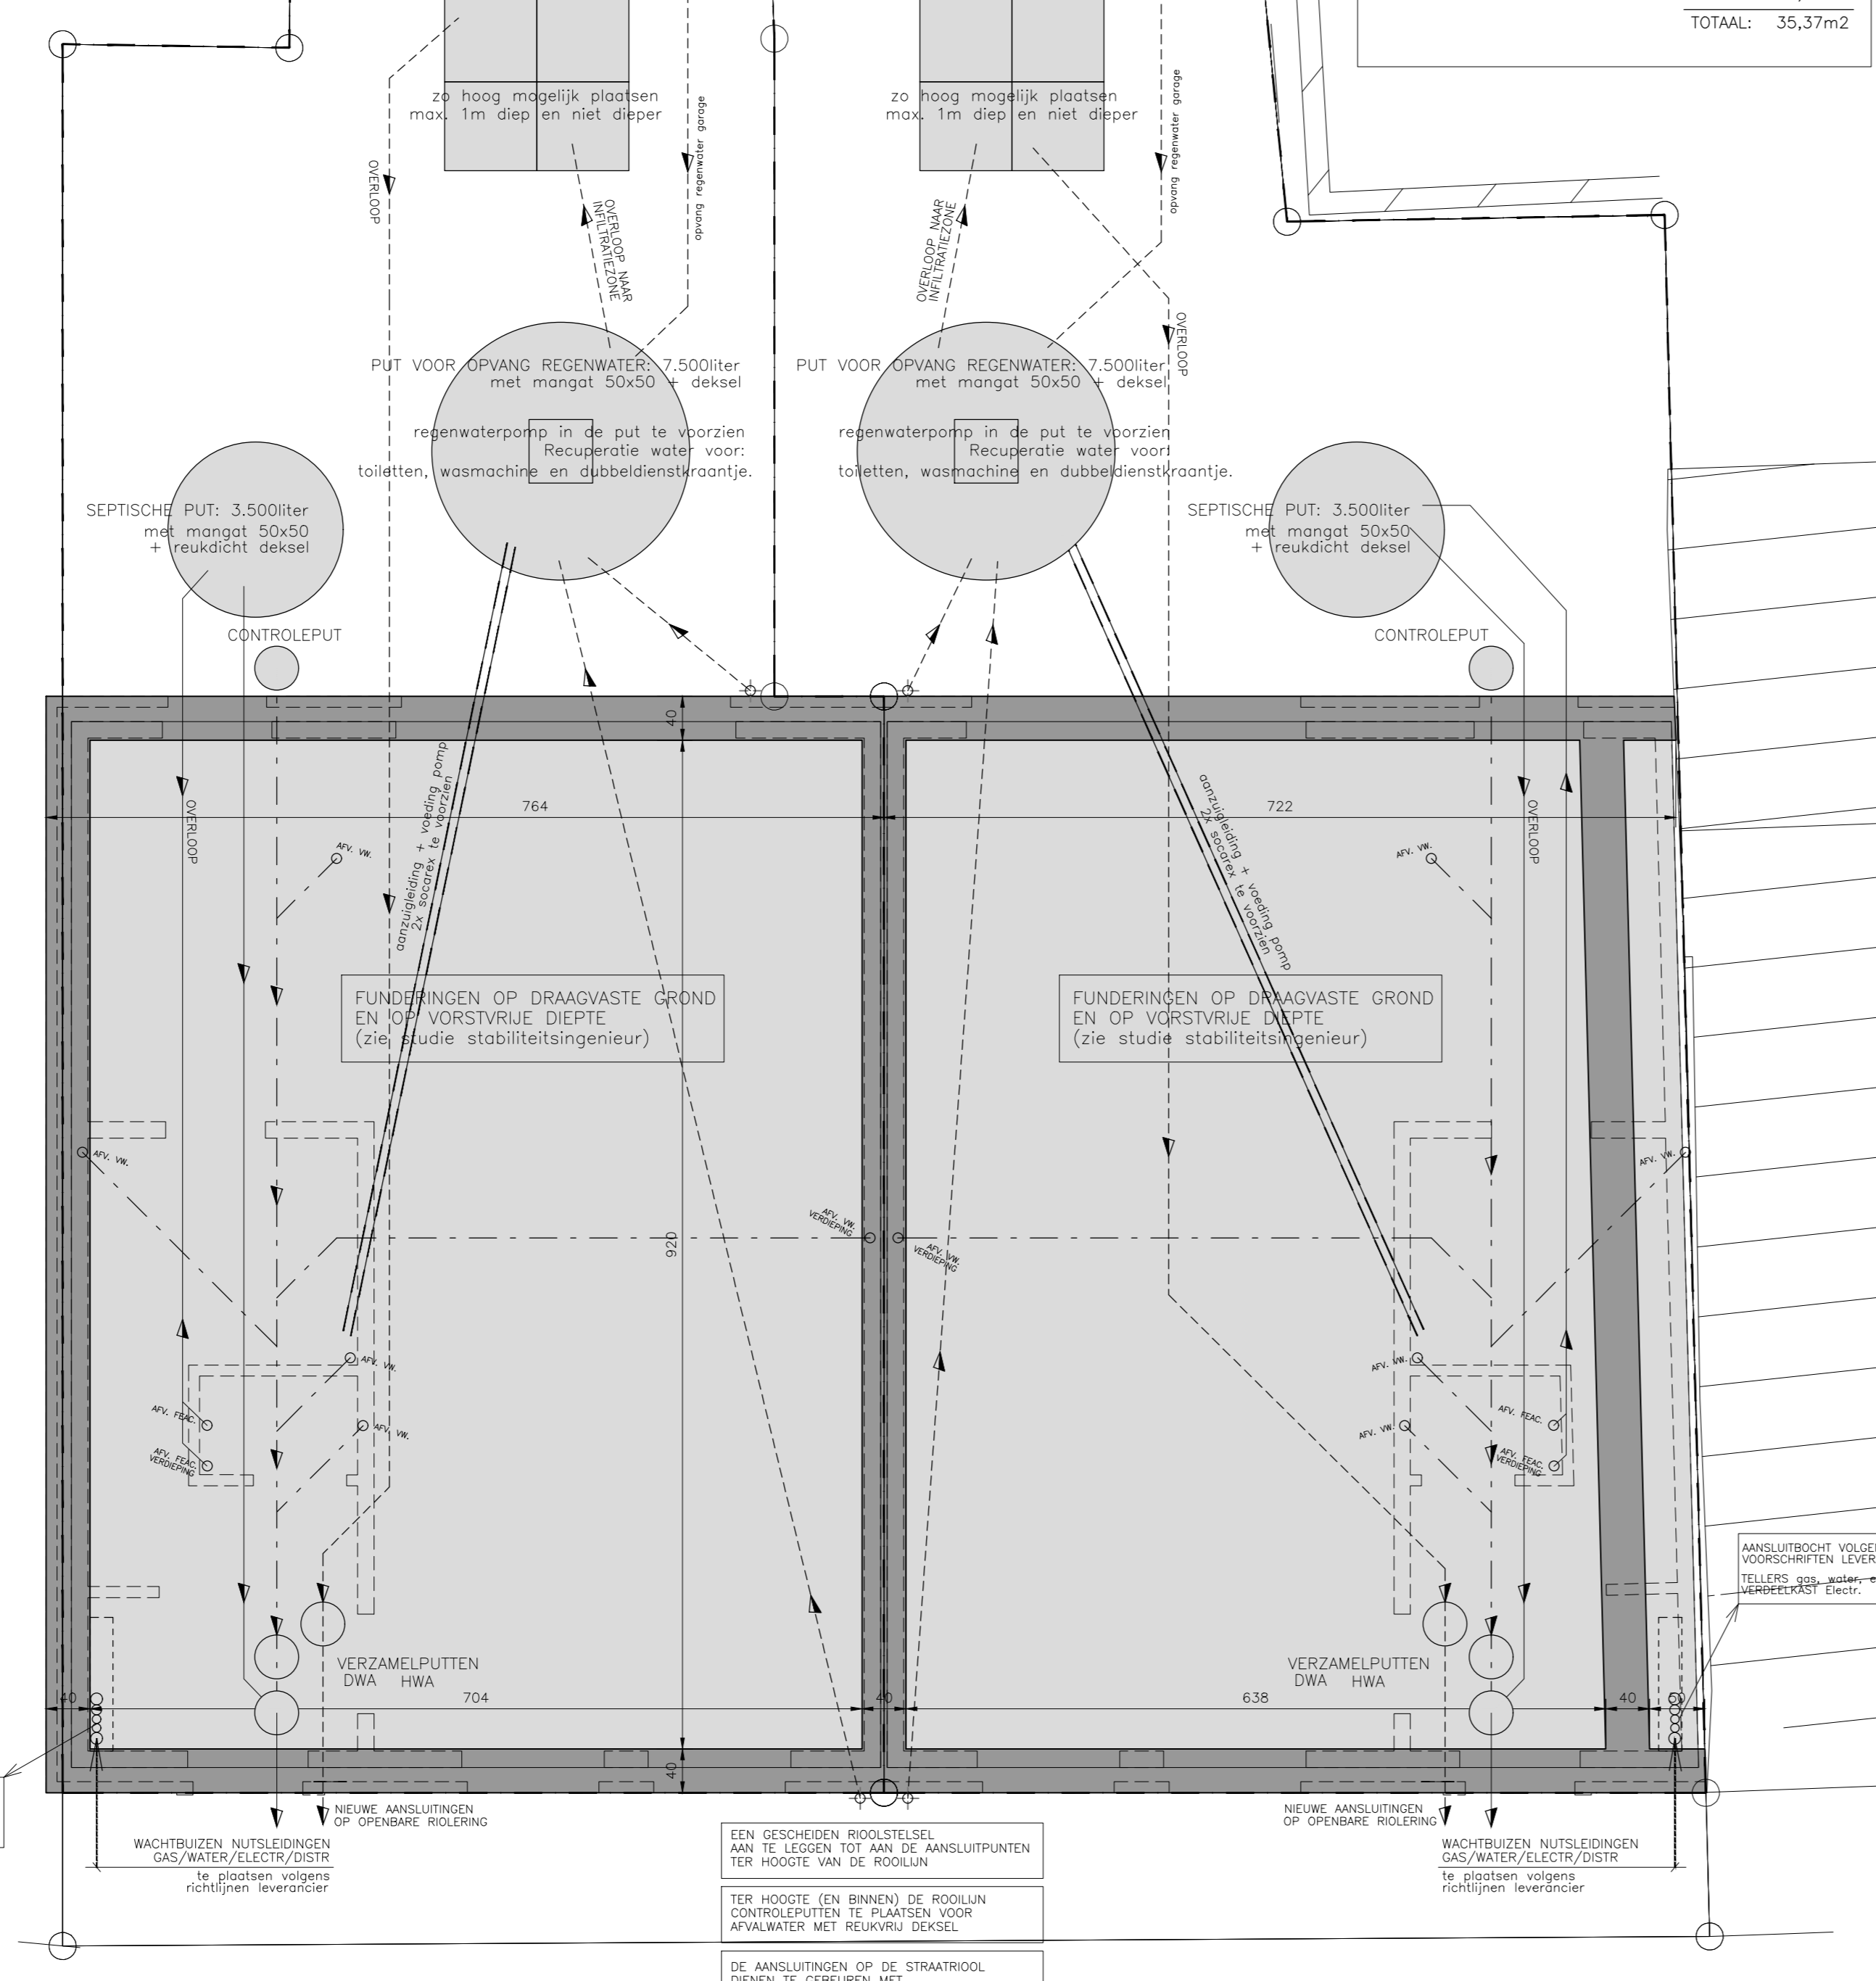 TOTAAL: 35,37m2
zo hoog mogelijk plaatsen
max. 1m diep en niet dieper
zo hoog mogelijk plaatsen
max. 1m diep en niet dieper
opvang regenwater garage
opvang regenwater garage
OVERLOOP
OVERLOOP NAAR
INFILTRATIEZONE
OVERLOOP NAAR
INFILTRATIEZONE
OVERLOOP
PUT VOOR OPVANG REGENWATER: 7.500liter
met mangat 50x50 + deksel
regenwaterpomp in de put te voorzien
Recuperatie water voor:
toiletten, wasmachine en dubbeldienstkraantje.
PUT VOOR OPVANG REGENWATER: 7.500liter
met mangat 50x50 + deksel
regenwaterpomp in de put te voorzien
Recuperatie water voor:
toiletten, wasmachine en dubbeldienstkraantje.
SEPTISCHE PUT: 3.500liter
met mangat 50x50
+ reukdicht deksel
SEPTISCHE PUT: 3.500liter
met mangat 50x50
+ reukdicht deksel
CONTROLEPUT
CONTROLEPUT
40
764
722
OVERLOOP
aanzuigleiding + voeding pomp
2x socarex te voorzien
aanzuigleiding + voeding pomp
2x socarex te voorzien
OVERLOOP
AFV. VW.
AFV. VW.
FUNDERINGEN OP DRAAGVASTE GROND
EN OP VORSTVRIJE DIEPTE
(zie studie stabiliteitsingenieur)
FUNDERINGEN OP DRAAGVASTE GROND
EN OP VORSTVRIJE DIEPTE
(zie studie stabiliteitsingenieur)
AFV. VW.
AFV. VW.
920
AFV. VW.
VERDIEPING
AFV. VW.
VERDIEPING
AFV. VW.
AFV. VW.
AFV. FEAC.
AFV. VW.
AFV. VW.
AFV. FEAC.
AFV. FEAC.
VERDIEPING
AFV. FEAC.
VERDIEPING
AANSLUITBOCHT VOLGE
VOORSCHRIFTEN LEVER
TELLERS gas, water, e
VERDEELKAST Electr.
VERZAMELPUTTEN
DWA HWA
VERZAMELPUTTEN
DWA HWA
40
704
40
638
40
50
40
NIEUWE AANSLUITINGEN
OP OPENBARE RIOLERING
NIEUWE AANSLUITINGEN
OP OPENBARE RIOLERING
WACHTBUIZEN NUTSLEIDINGEN
GAS/WATER/ELECTR/DISTR
te plaatsen volgens
richtlijnen leverancier
WACHTBUIZEN NUTSLEIDINGEN
GAS/WATER/ELECTR/DISTR
te plaatsen volgens
richtlijnen leverancier
EEN GESCHEIDEN RIOOLSTELSEL
AAN TE LEGGEN TOT AAN DE AANSLUITPUNTEN
TER HOOGTE VAN DE ROOILIJN
TER HOOGTE (EN BINNEN) DE ROOILIJN
CONTROLEPUTTEN TE PLAATSEN VOOR
AFVALWATER MET REUKVRIJ DEKSEL
DE AANSLUITINGEN OP DE STRAATRIOOL
DIENEN TE GEBEUREN MET